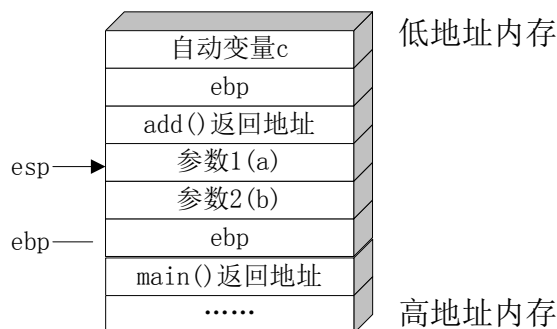 低地址内存
自动变量c
ebp
add()返回地址
esp
参数1(a)
参数2(b)
ebp
ebp
main()返回地址
······
高地址内存